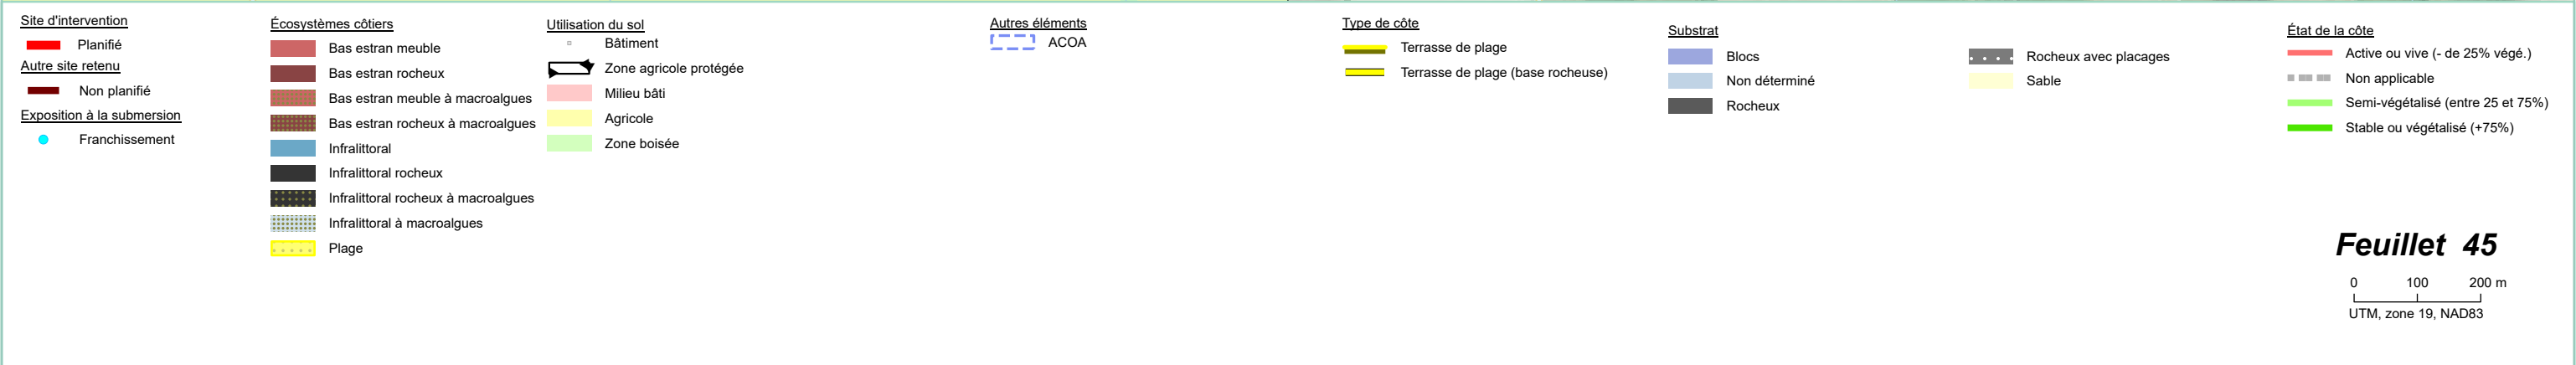 Site d'intervention
Planifié
Autre site retenu
Non planifié
Exposition à la submersion
Franchissement
Écosystèmes côtiers
Bas estran meuble
Bas estran rocheux
Bas estran meuble à macroalgues
Bas estran rocheux à macroalgues
Infralittoral
Infralittoral rocheux
Infralittoral rocheux à macroalgues
Infralittoral à macroalgues
Plage
Utilisation du sol
Bâtiment
Zone agricole protégée
Milieu bâti
Agricole
Zone boisée
Autres éléments
ACOA
Type de côte
Terrasse de plage
Terrasse de plage (base rocheuse)
Substrat
Blocs
Non déterminé
Rocheux
Rocheux avec placages
Sable
État de la côte
Active ou vive (- de 25% végé.)
Non applicable
Semi-végétalisé (entre 25 et 75%)
Stable ou végétalisé (+75%)
Feuillet 45
0 100 200 m
UTM, zone 19, NAD83